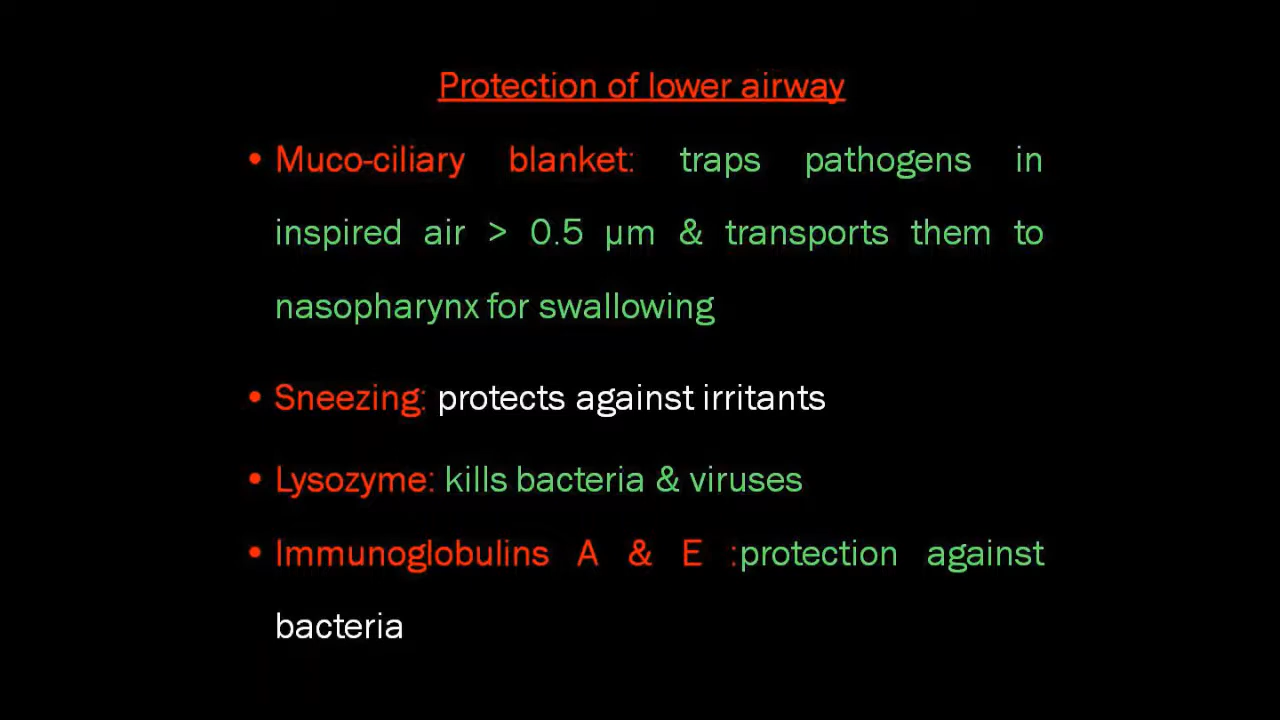 Protection of lower airway
• Muco-ciliary blanket: traps pathogens in
inspired air > 0.5 µm & transports them to
nasopharynx for swallowing
• Sneezing: protects against irritants
• Lysozyme: kills bacteria & viruses
• Immunoglobulins A & E :protection against
bacteria